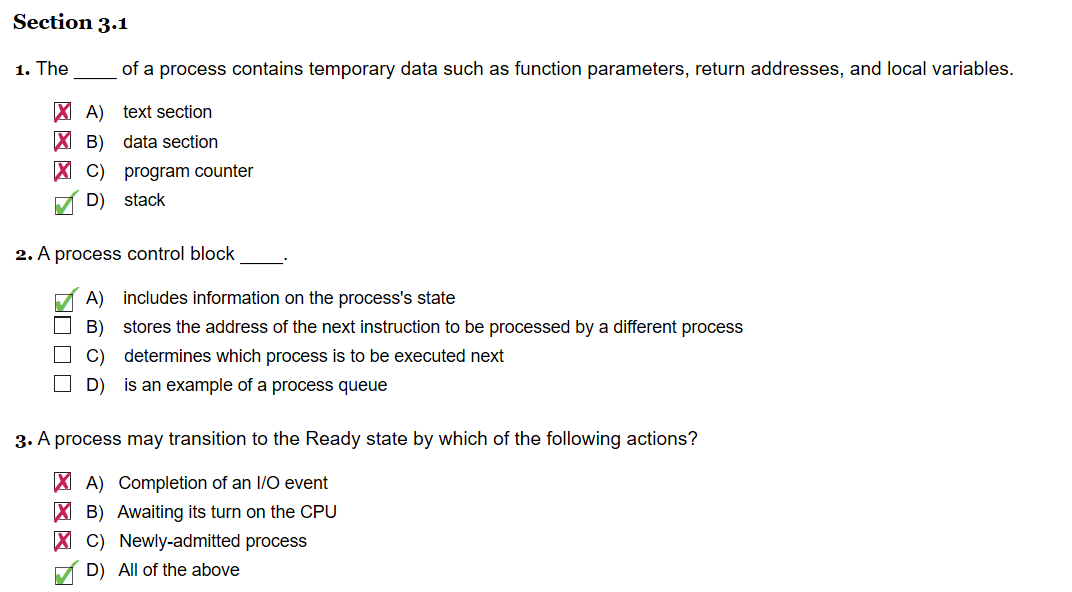 Section 3.1
1. The ____ of a process contains temporary data such as function parameters, return addresses, and local variables.
A) text section
B) data section
C) program counter
D) stack
2. A process control block ____.
A) includes information on the process's state
B) stores the address of the next instruction to be processed by a different process
C) determines which process is to be executed next
D) is an example of a process queue
3. A process may transition to the Ready state by which of the following actions?
A) Completion of an I/O event
B) Awaiting its turn on the CPU
C) Newly-admitted process
D) All of the above